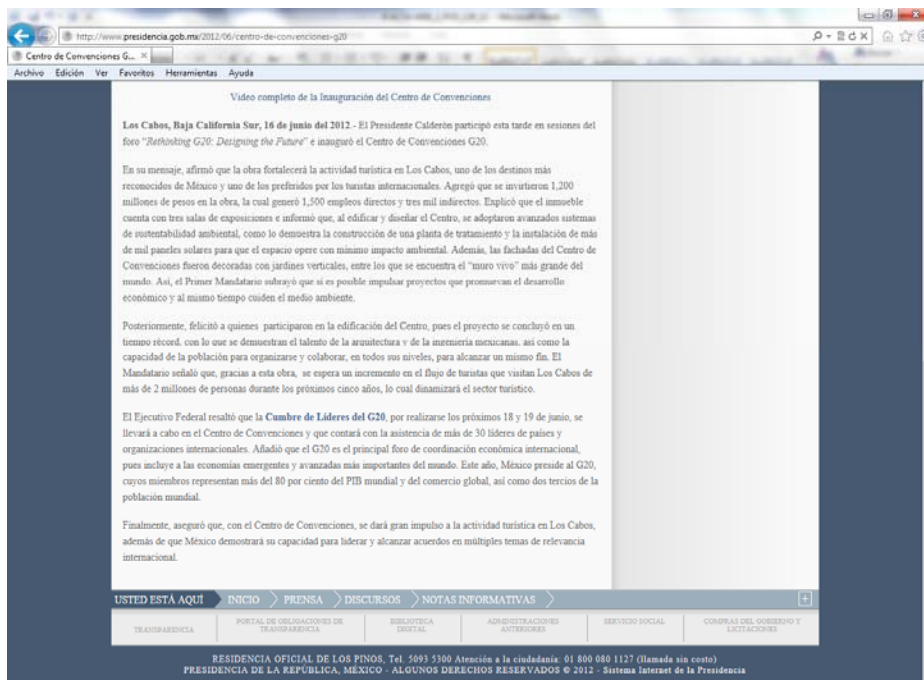 http://www.presidencia.gob.mx/2012/06/centro-de-convenciones-g20
Centro de Convenciones G...
Archivo Edición Ver Favoritos Herramientas Ayuda
Video completo de la Inauguración del Centro de Convenciones
Los Cabos, Baja California Sur, 16 de junio del 2012.- El Presidente Calderón participó esta tarde en sesiones del
foro "Rethinking G20: Designing the Future" e inauguró el Centro de Convenciones G20.
En su mensaje, afirmó que la obra fortalecerá la actividad turística en Los Cabos, uno de los destinos más
reconocidos de México y uno de los preferidos por los turistas internacionales. Agregó que se invirtieron 1,200
millones de pesos en la obra, la cual generó 1,500 empleos directos y tres mil indirectos. Explicó que el inmueble
cuenta con tres salas de exposiciones e informó que, al edificar y diseñar el Centro, se adoptaron avanzados sistemas
de sustentabilidad ambiental, como lo demuestra la construcción de una planta de tratamiento y la instalación de más
de mil paneles solares para que el espacio opere con mínimo impacto ambiental. Además, las fachadas del Centro de
Convenciones fueron decoradas con jardines verticales, entre los que se encuentra el "muro vivo" más grande del
mundo. Así, el Primer Mandatario subrayó que sí es posible impulsar proyectos que promuevan el desarrollo
económico y al mismo tiempo cuiden el medio ambiente.
Posteriormente, felicitó a quienes participaron en la edificación del Centro, pues el proyecto se concluyó en un
tiempo récord, con lo que se demuestran el talento de la arquitectura y de la ingeniería mexicanas, así como la
capacidad de la población para organizarse y colaborar, en todos sus niveles, para alcanzar un mismo fin. El
Mandatario señaló que, gracias a esta obra, se espera un incremento en el flujo de turistas que visitan Los Cabos de
más de 2 millones de personas durante los próximos cinco años, lo cual dinamizará el sector turístico.
El Ejecutivo Federal resaltó que la Cumbre de Líderes del G20, por realizarse los próximos 18 y 19 de junio, se
llevará a cabo en el Centro de Convenciones y que contará con la asistencia de más de 30 líderes de países y
organizaciones internacionales. Añadió que el G20 es el principal foro de coordinación económica internacional,
pues incluye a las economías emergentes y avanzadas más importantes del mundo. Este año, México preside al G20,
cuyos miembros representan más del 80 por ciento del PIB mundial y del comercio global, así como dos tercios de la
población mundial.
Finalmente, aseguró que, con el Centro de Convenciones, se dará gran impulso a la actividad turística en Los Cabos,
además de que México demostrará su capacidad para liderar y alcanzar acuerdos en múltiples temas de relevancia
internacional.
USTED ESTÁ AQUÍ INICIO PRENSA DISCURSOS NOTAS INFORMATIVAS
TRANSPARENCIA
PORTAL DE OBLIGACIONES DE
TRANSPARENCIA
BIBLIOTECA
DIGITAL
ADMINISTRACIONES
ANTERIORES
SERVICIO SOCIAL
COMPRAS DEL GOBIERNO Y
LICITACIONES
RESIDENCIA OFICIAL DE LOS PINOS, Tel. 5093 5300 Atención a la ciudadanía: 01 800 080 1127 (llamada sin costo)
PRESIDENCIA DE LA REPÚBLICA, MÉXICO - ALGUNOS DERECHOS RESERVADOS © 2012 - Sistema Internet de la Presidencia